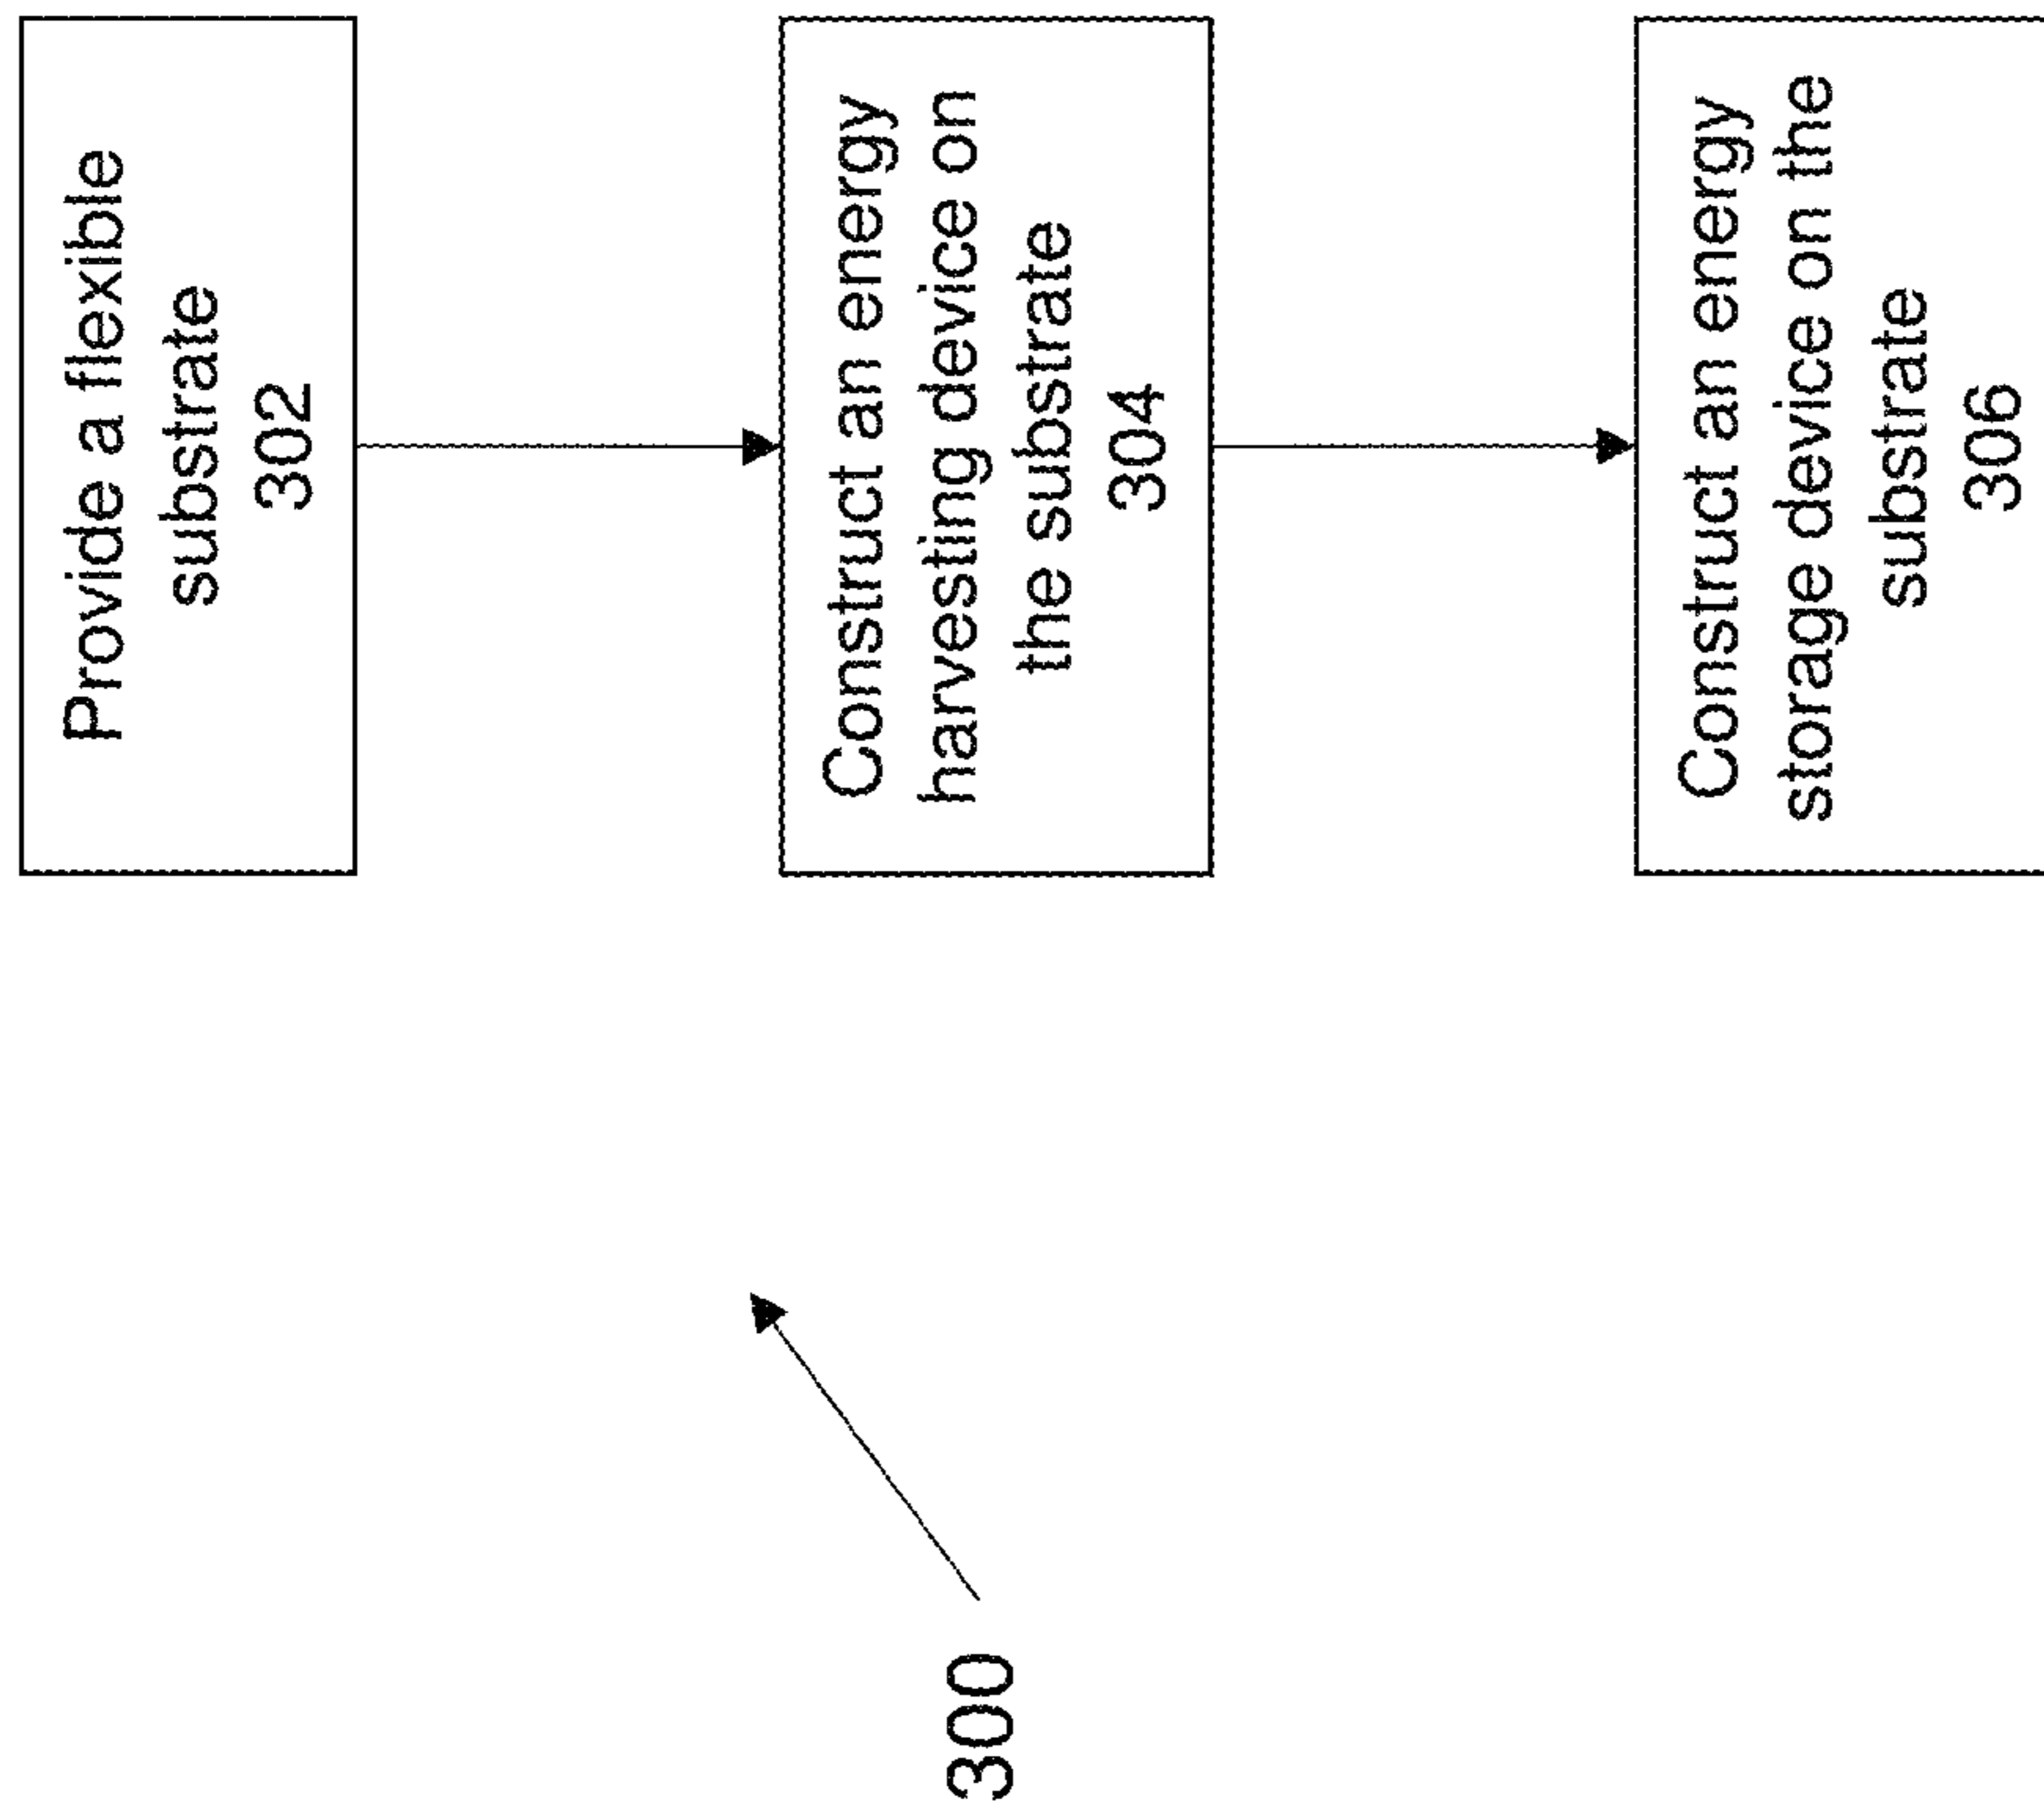 Provide a flexible
substrate
302
Construct an energy
harvesting device on
the substrate
304
Construct an energy
storage device on the
substrate
306
300